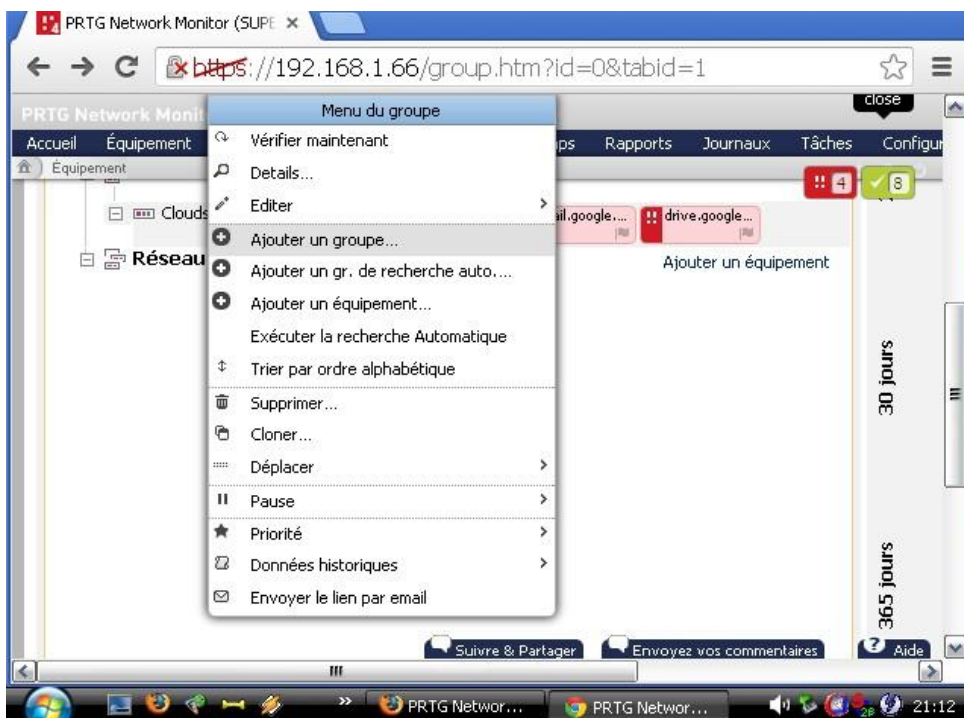 PRTG Network Monitor (SUPE
https://192.168.1.66/group.htm?id=0&tabid=1
close
PRTG Network Monit
Menu du groupe
Accueil Équipement ps Rapports Journaux Tâches Configur
Équipement
4 8
Clouds ail.google.... drive.google...
Réseau
Ajouter un équipement
Vérifier maintenant
Details...
Editer
Ajouter un groupe...
Ajouter un gr. de recherche auto....
Ajouter un équipement...
Exécuter la recherche Automatique
Trier par ordre alphabétique
Supprimer...
Cloner...
Déplacer
Pause
Priorité
Données historiques
Envoyer le lien par email
30 jours
365 jours
Suivre & Partager Envoyez vos commentaires Aide
PRTG Networ... PRTG Networ... 21:12